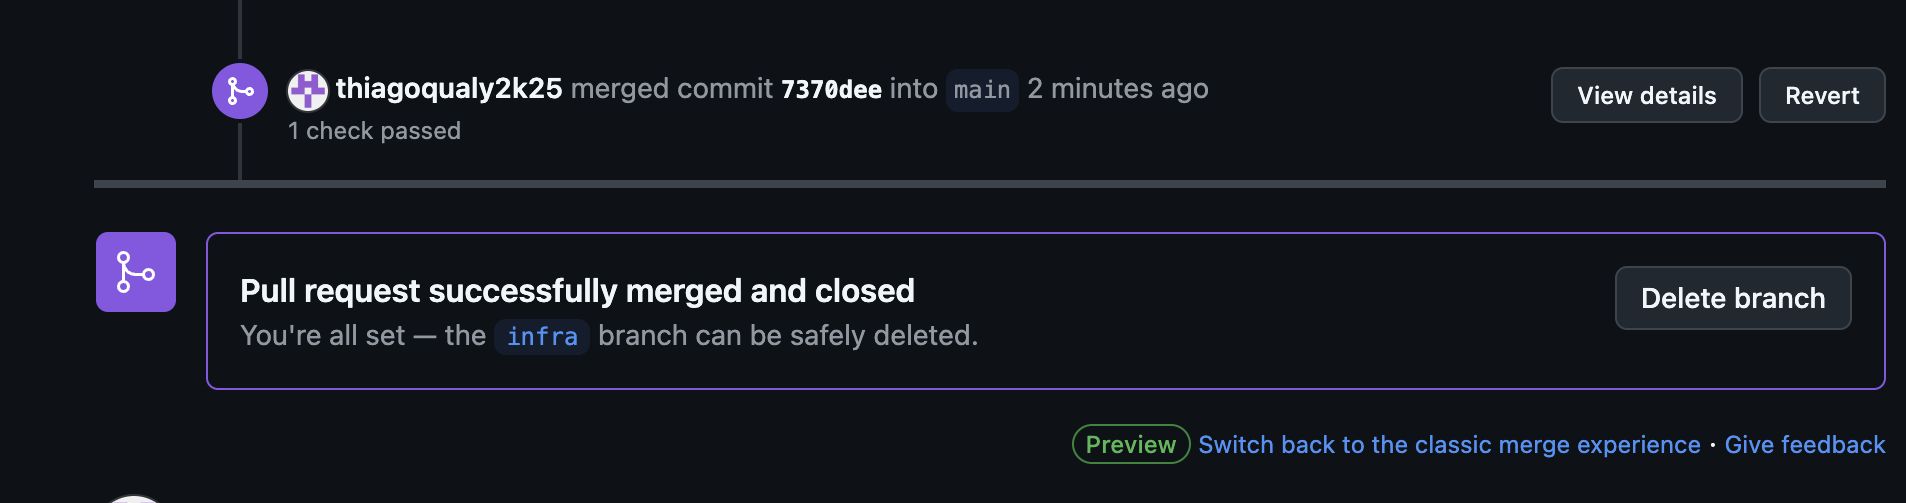 thiagoqualy2k25 merged commit 7370dee into main 2 minutes ago
View details
Revert
1 check passed
Pull request successfully merged and closed
You're all set — the infra branch can be safely deleted.
Delete branch
Preview Switch back to the classic merge experience · Give feedback